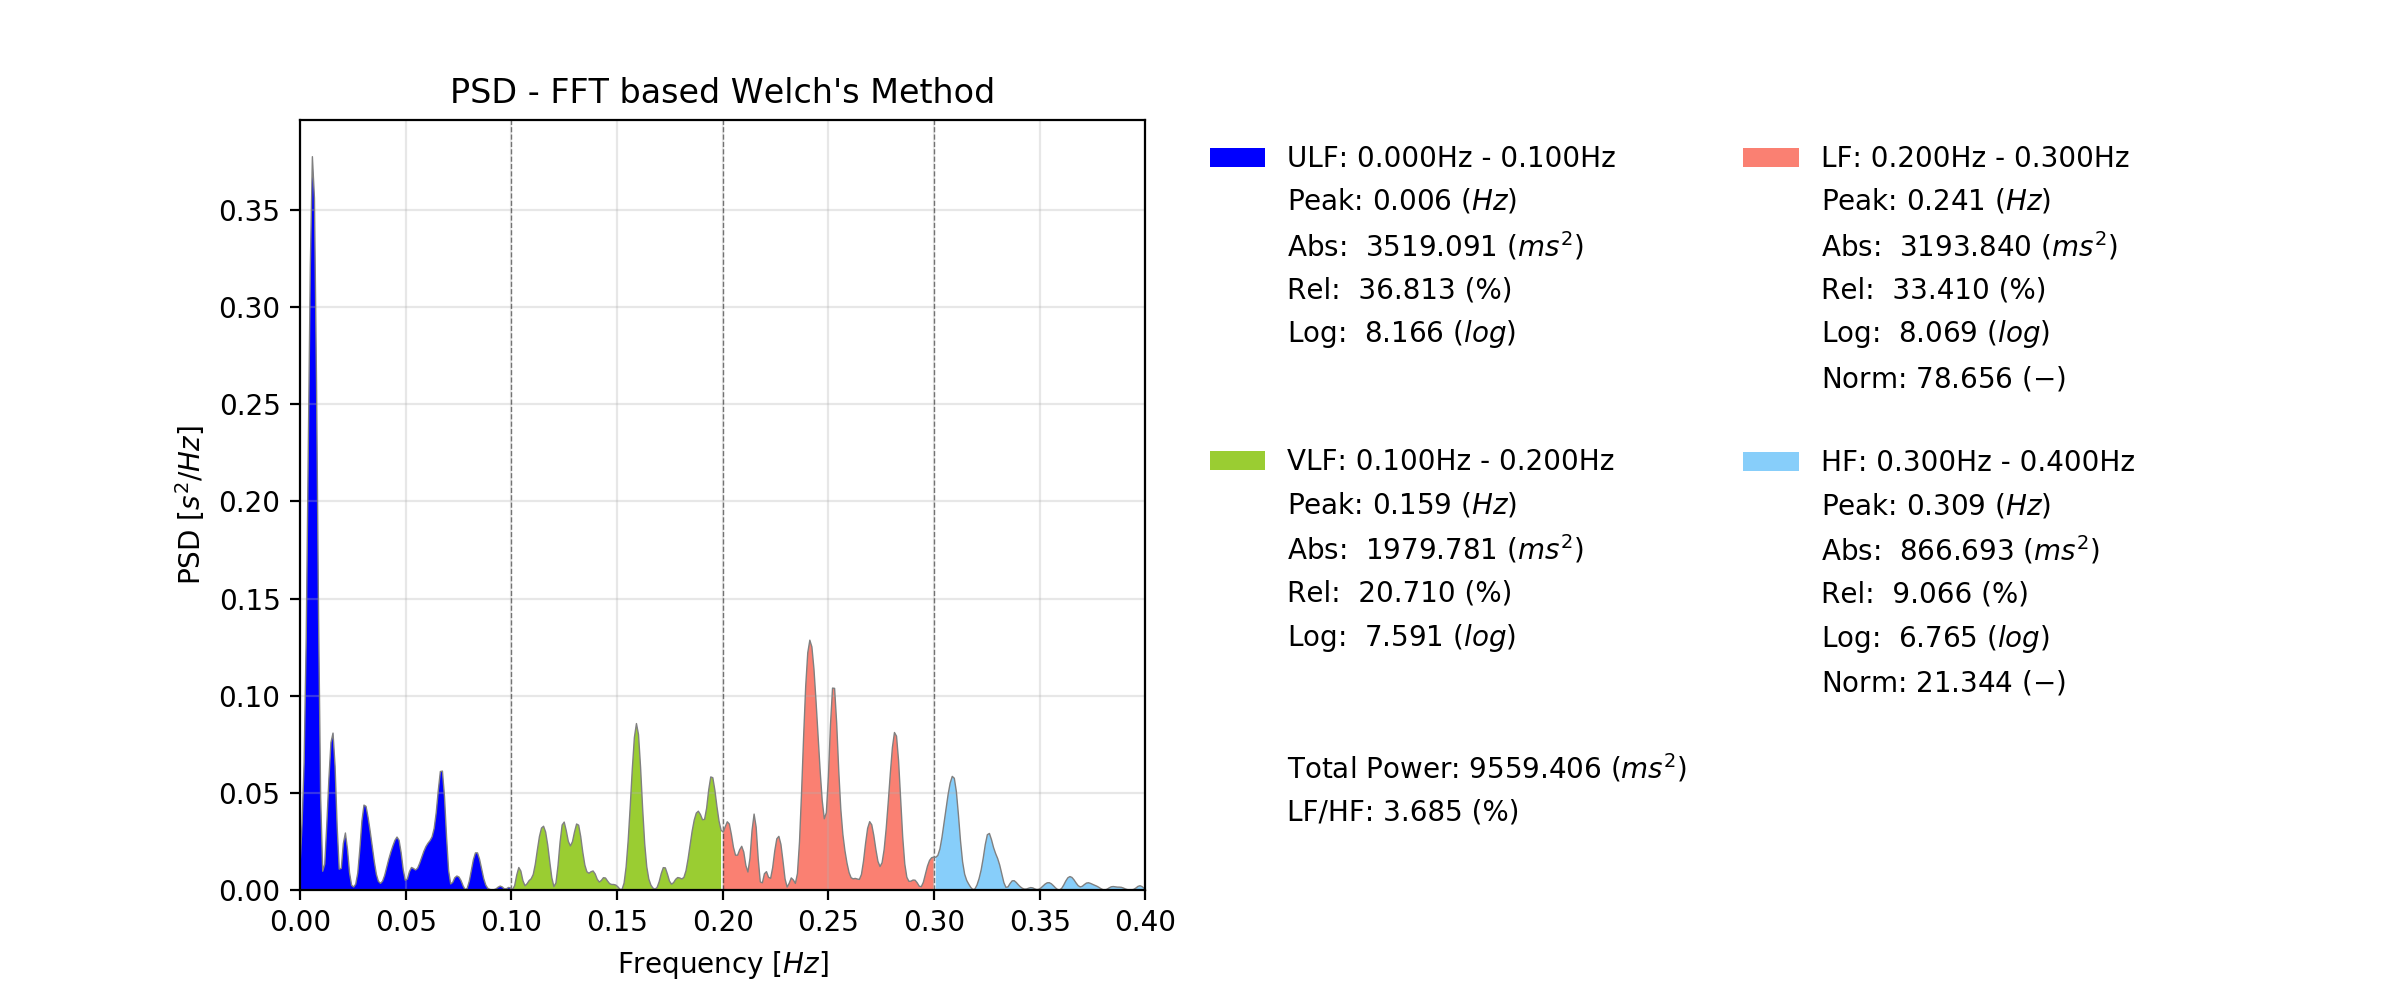 PSD - FFT based Welch's Method
PSD [s²/Hz]
0.35
0.30
0.25
0.20
0.15
0.10
0.05
0.00
0.00 0.05 0.10 0.15 0.20 0.25 0.30 0.35 0.40
Frequency [Hz]
ULF: 0.000Hz - 0.100Hz
Peak: 0.006 (Hz)
Abs: 3519.091 (ms²)
Rel: 36.813 (%)
Log: 8.166 (log)
VLF: 0.100Hz - 0.200Hz
Peak: 0.159 (Hz)
Abs: 1979.781 (ms²)
Rel: 20.710 (%)
Log: 7.591 (log)
Total Power: 9559.406 (ms²)
LF/HF: 3.685 (%)
LF: 0.200Hz - 0.300Hz
Peak: 0.241 (Hz)
Abs: 3193.840 (ms²)
Rel: 33.410 (%)
Log: 8.069 (log)
Norm: 78.656 (−)
HF: 0.300Hz - 0.400Hz
Peak: 0.309 (Hz)
Abs: 866.693 (ms²)
Rel: 9.066 (%)
Log: 6.765 (log)
Norm: 21.344 (−)